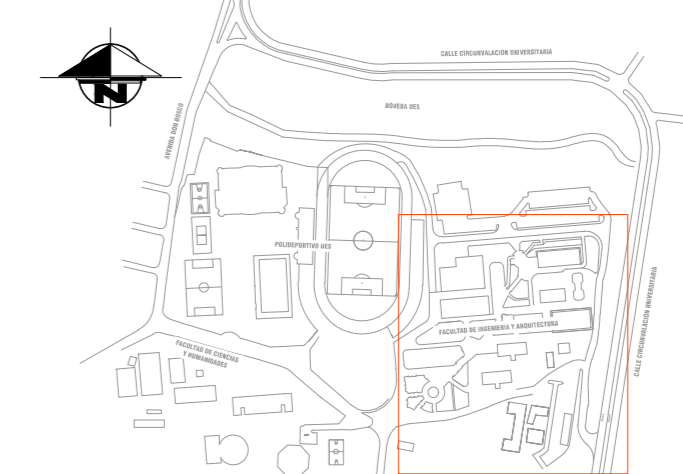 CALLE CIRCUNVALACIÓN UNIVERSITARIA
BÓVEDA UES
AVENIDA DON BOSCO
N
POLIDEPORTIVO UES
CALLE CIRCUNVALACIÓN UNIVERSITARIA
FACULTAD DE INGENIERIA Y ARQUITECTURA
FACULTAD DE CIENCIAS
Y HUMANIDADES